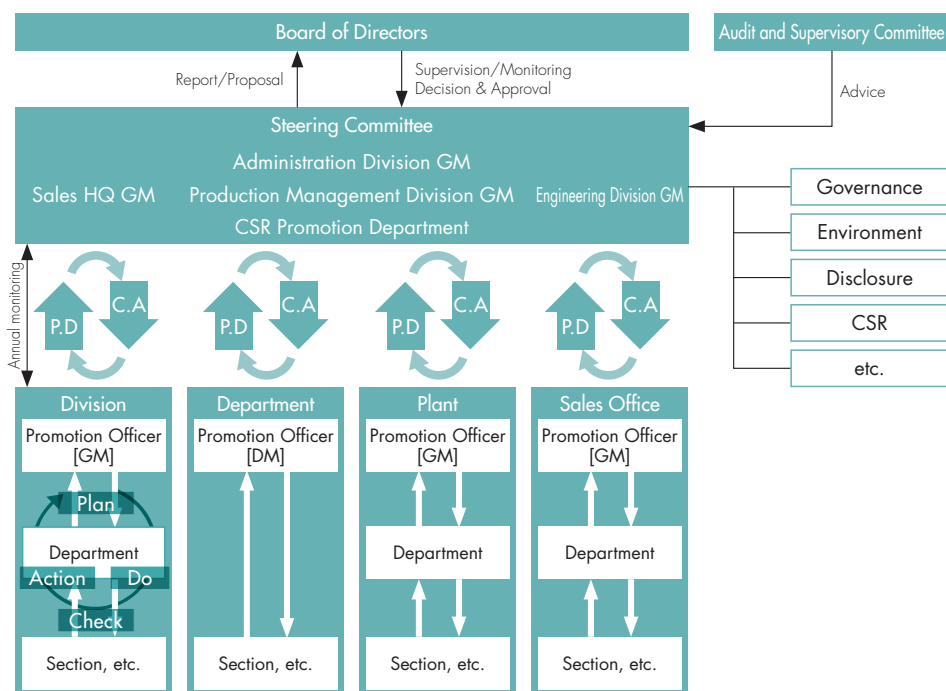 Board of Directors
Audit and Supervisory Committee
Report/Proposal
Supervision/Monitoring
Decision & Approval
Advice
Steering Committee
Administration Division GM
Sales HQ GM
Production Management Division GM
Engineering Division GM
CSR Promotion Department
Governance
Environment
Disclosure
CSR
etc.
Annual monitoring
P.D
C.A
P.D
C.A
P.D
C.A
P.D
C.A
Division
Promotion Officer
[GM]
Plan
Department
Action
Do
Check
Section, etc.
Department
Promotion Officer
[DM]
Section, etc.
Plant
Promotion Officer
[GM]
Department
Section, etc.
Sales Office
Promotion Officer
[GM]
Department
Section, etc.